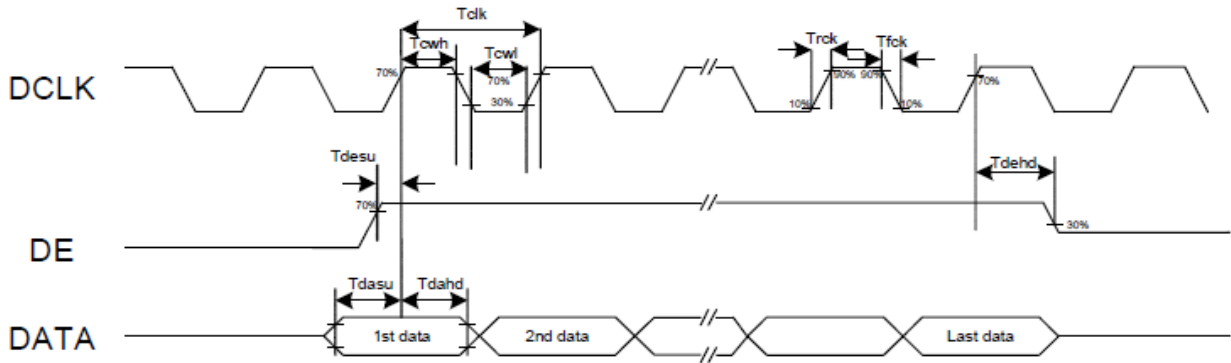 Tclk
Tcwh
Tcwl
Trck
Tfck
DCLK
70%
70%
30%
90%
90%
10%
10%
70%
Tdesu
Tdehd
70%
30%
DE
Tdasu
Tdahd
DATA
1st data
2nd data
Last data